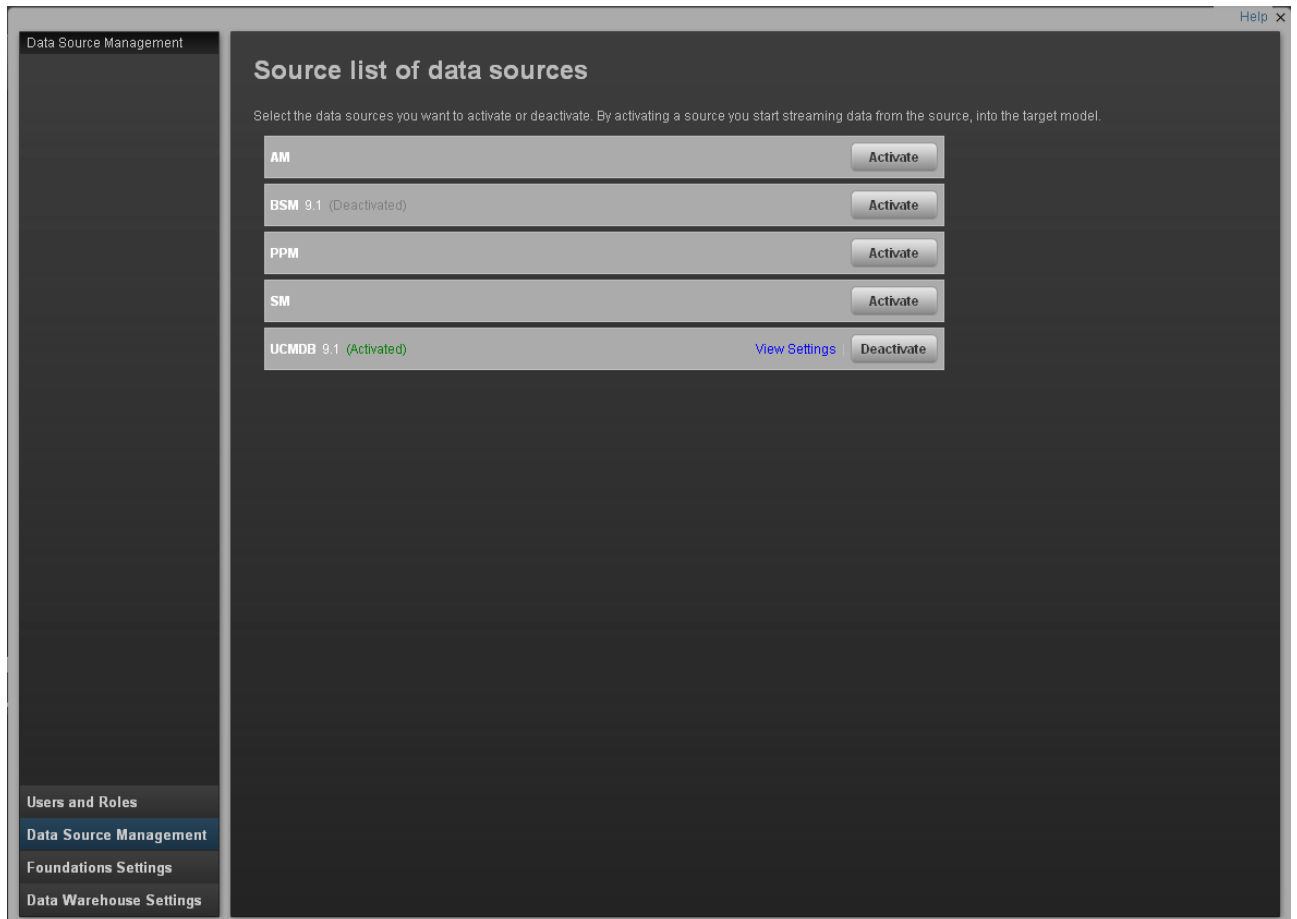 Help ×
Data Source Management
Source list of data sources
Select the data sources you want to activate or deactivate. By activating a source you start streaming data from the source, into the target model.
AM Activate
BSM 9.1 (Deactivated) Activate
PPM Activate
SM Activate
UCMDB 9.1 (Activated) View Settings | Deactivate
Users and Roles
Data Source Management
Foundations Settings
Data Warehouse Settings